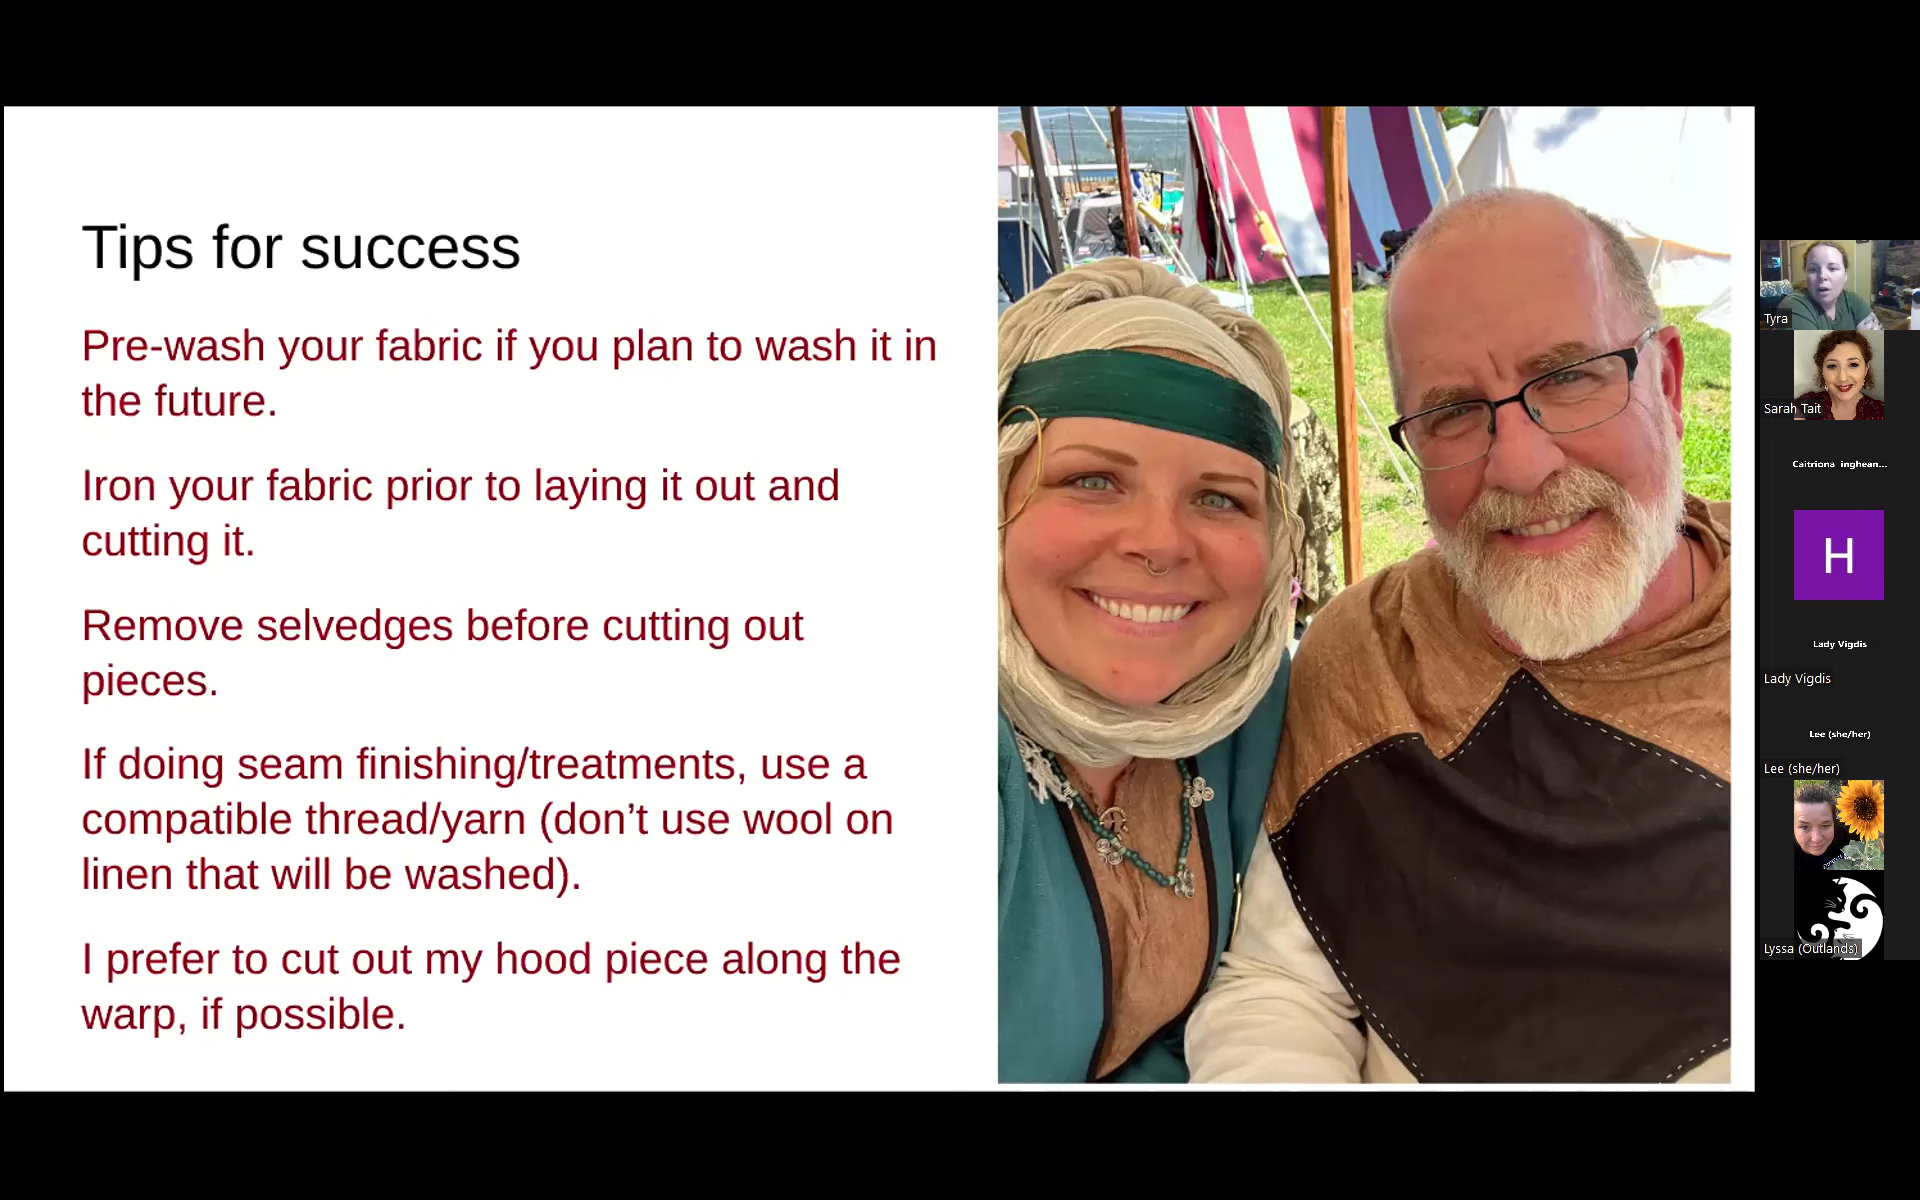 Tips for success
Pre-wash your fabric if you plan to wash it in
the future.
Iron your fabric prior to laying it out and
cutting it.
Remove selvedges before cutting out
pieces.
If doing seam finishing/treatments, use a
compatible thread/yarn (don’t use wool on
linen that will be washed).
I prefer to cut out my hood piece along the
warp, if possible.
Tyra
Sarah Tait
Caitriona inghean...
H
Lady Vigdis
Lady Vigdis
Lee (she/her)
Lee (she/her)
Lyssa (Outlands)